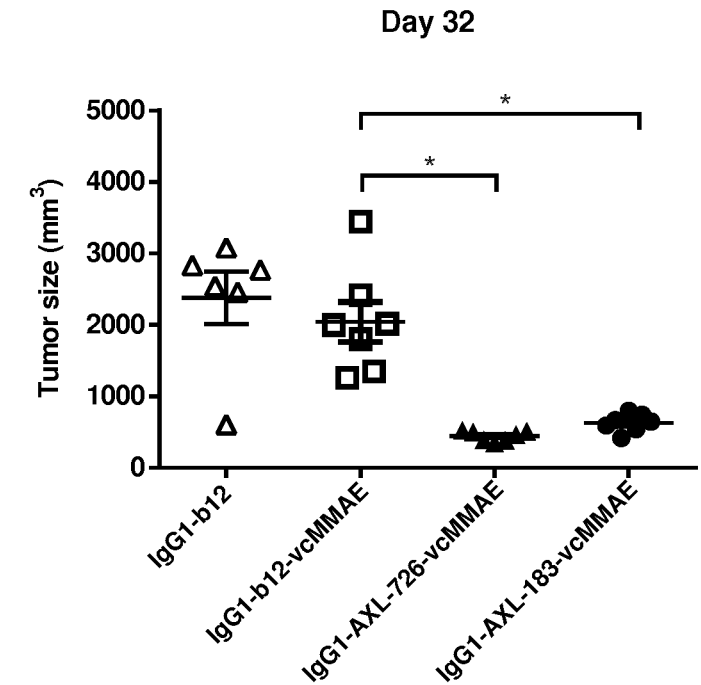 Day 32
*
*
5000
4000
3000
2000
1000
0
Tumor size (mm³)
IgG1-b12
IgG1-b12-vcMMAE
IgG1-AXL-726-vcMMAE
IgG1-AXL-183-vcMMAE